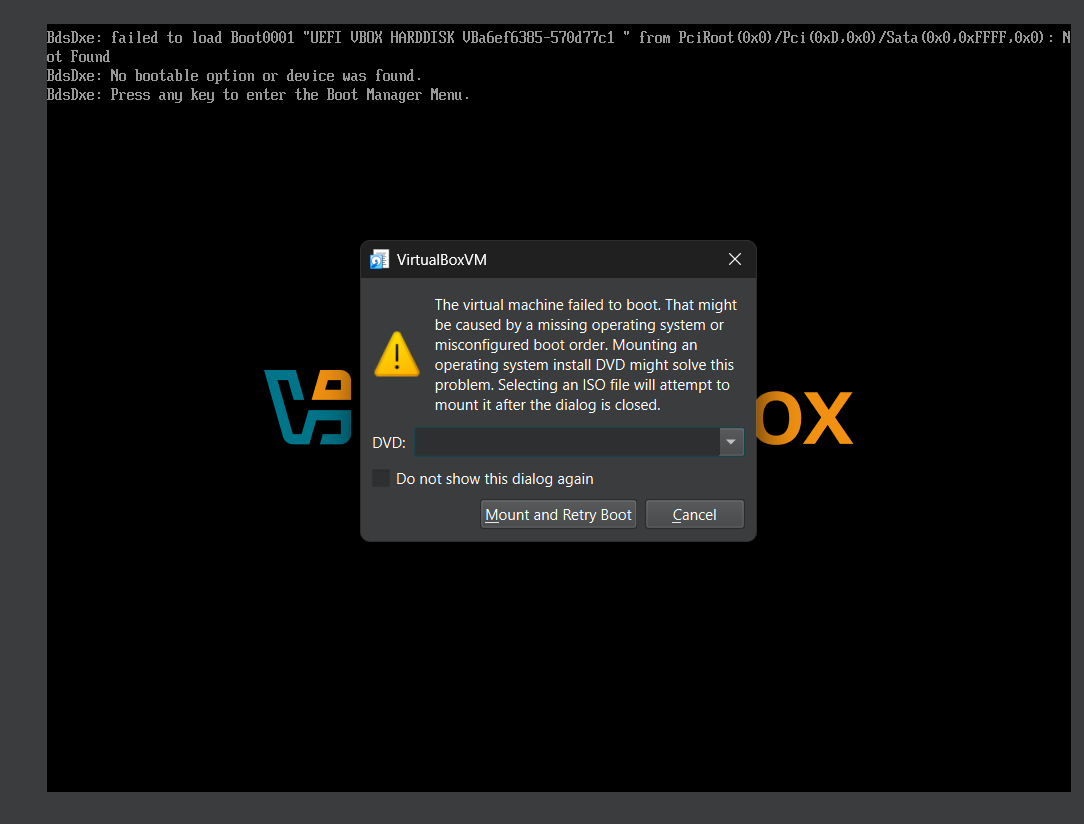 BdsDxe: failed to load Boot0001 "UEFI VBOX HARDDISK VBa6ef6385-570d77c1 " from PciRoot(0x0)/Pci(0xD,0x0)/Sata(0x0,0xFFFF,0x0): N
ot Found
BdsDxe: No bootable option or device was found.
BdsDxe: Press any key to enter the Boot Manager Menu.
VirtualBoxVM
The virtual machine failed to boot. That might
be caused by a missing operating system or
misconfigured boot order. Mounting an
operating system install DVD might solve this
problem. Selecting an ISO file will attempt to
mount it after the dialog is closed.
DVD:
Do not show this dialog again
Mount and Retry Boot
Cancel
ox